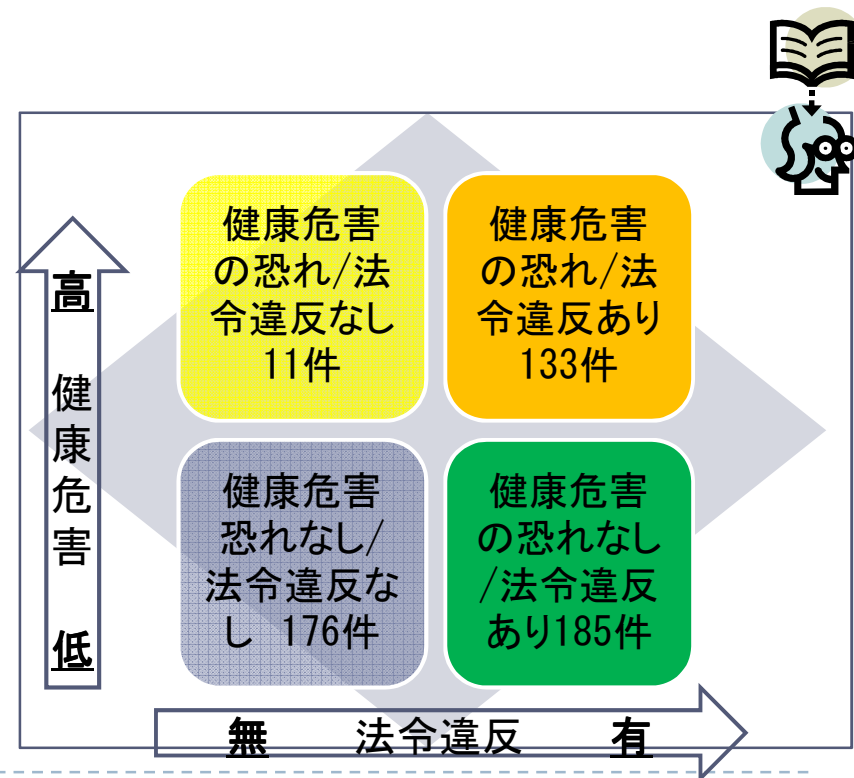 健康危害
の恐れ/法
令違反なし
11件
健康危害
の恐れ/法
令違反あり
133件
高
健康危害
低
健康危害
恐れなし/
法令違反な
し 176件
健康危害
の恐れなし
/法令違反
あり185件
無 法令違反 有